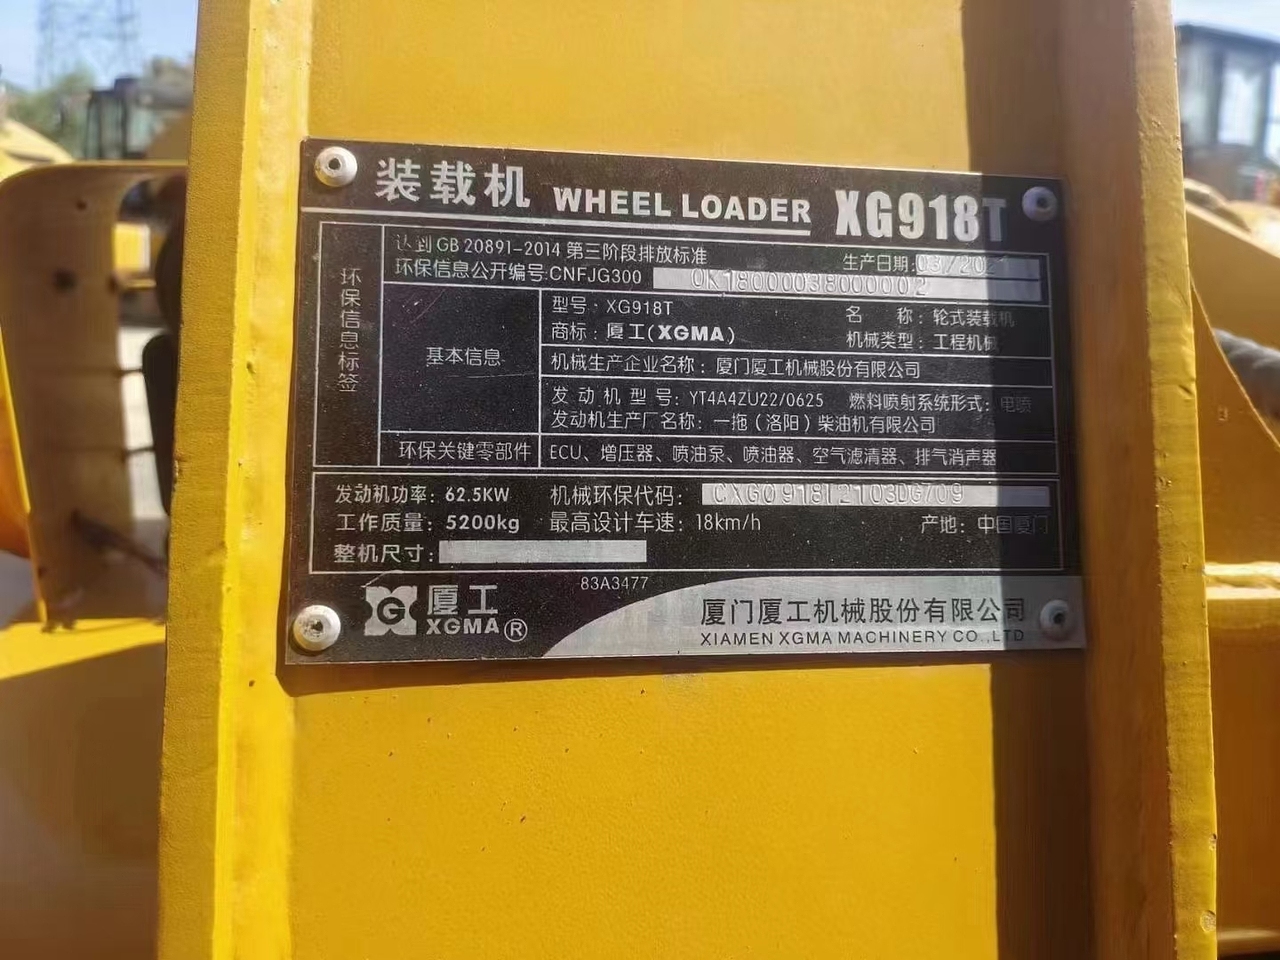 装载机 WHEEL LOADER XG918T
达到GB 20891-2014 第三阶段排放标准 生产日期:03/202
环保信息公开编号:CNFJG300 0K18000038000002
环保信息标签
基本信息
型号: XG918T 名 称: 轮式装载机
商标: 厦工(XGMA) 机械类型: 工程机械
机械生产企业名称: 厦门厦工机械股份有限公司
发 动 机 型 号: YT4A4ZU22/0625 燃料喷射系统形式: 电喷
发动机生产厂名称: 一拖(洛阳)柴油机有限公司
环保关键零部件 ECU、增压器、喷油泵、喷油器、空气滤清器、排气消声器
发动机功率: 62.5KW 机械环保代码: CXG0918L2103DG709
工作质量: 5200kg 最高设计车速: 18km/h 产地: 中国厦门
整机尺寸:
83A3477
G 厦工
XGMA ®
厦门厦工机械股份有限公司
XIAMEN XGMA MACHINERY CO.,LTD